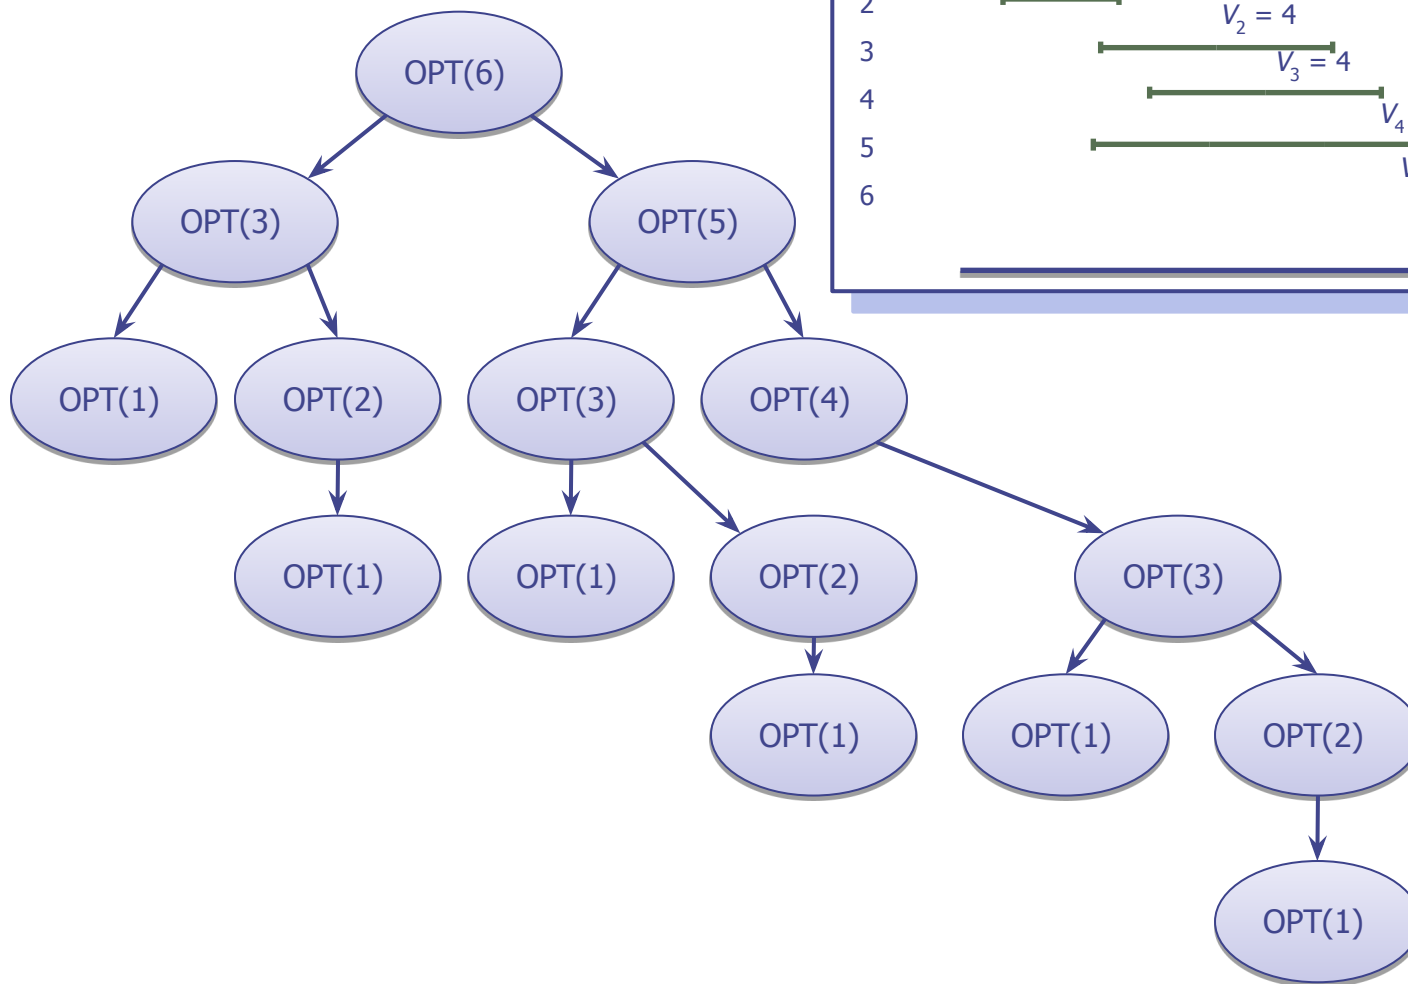 OPT(6)
OPT(3)
OPT(5)
OPT(1)
OPT(2)
OPT(3)
OPT(4)
OPT(1)
OPT(1)
OPT(2)
OPT(3)
OPT(1)
OPT(1)
OPT(2)
OPT(1)
2
V2 = 4
3
V3 = 4
4
V4
5
6